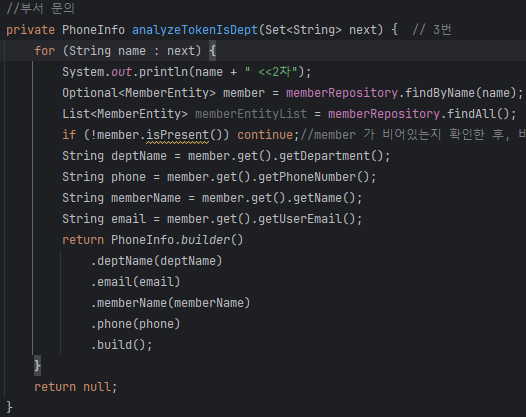 //부서 문의
private PhoneInfo analyzeTokenIsDept(Set<String> next) {  // 3번
    for (String name : next) {
        System.out.println(name + " <<2차");
        Optional<MemberEntity> member = memberRepository.findByName(name);
        List<MemberEntity> memberEntityList = memberRepository.findAll();
        if (!member.isPresent()) continue;//member 가 비어있는지 확인한 후,
        String deptName = member.get().getDepartment();
        String phone = member.get().getPhoneNumber();
        String memberName = member.get().getName();
        String email = member.get().getUserEmail();
        return PhoneInfo.builder()
            .deptName(deptName)
            .email(email)
            .memberName(memberName)
            .phone(phone)
            .build();
    }
    return null;
}